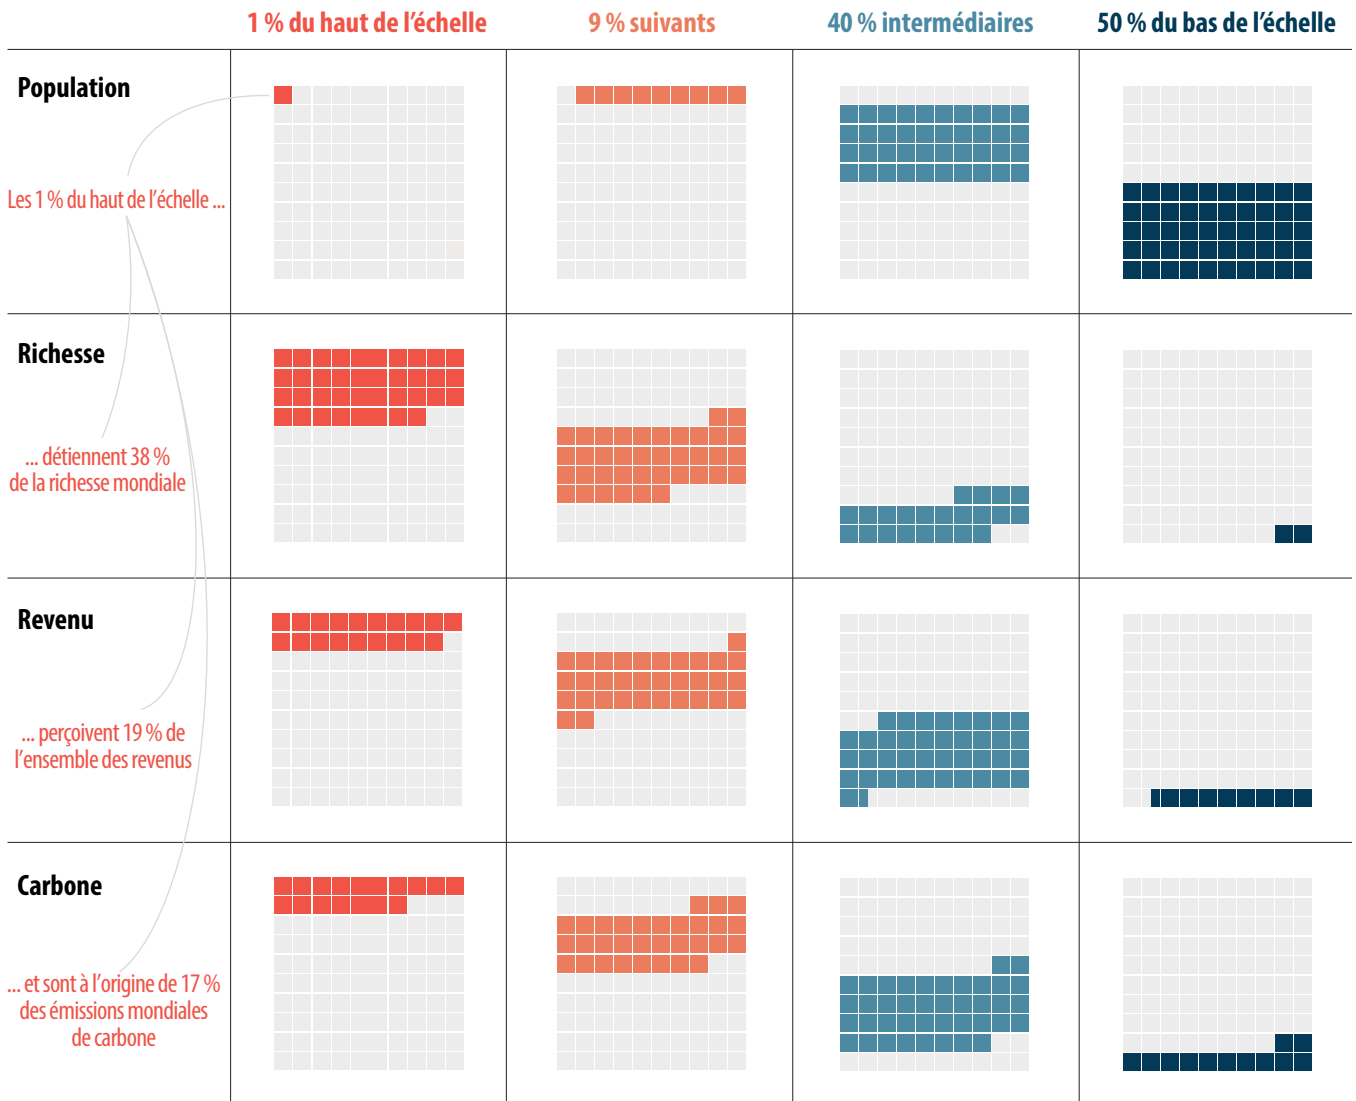 1 % du haut de l’échelle
9 % suivants
40 % intermédiaires
50 % du bas de l’échelle
Population
Les 1 % du haut de l’échelle ...
Richesse
... détiennent 38 %
de la richesse mondiale
Revenu
... perçoivent 19 % de
l’ensemble des revenus
Carbone
... et sont à l’origine de 17 %
des émissions mondiales
de carbone